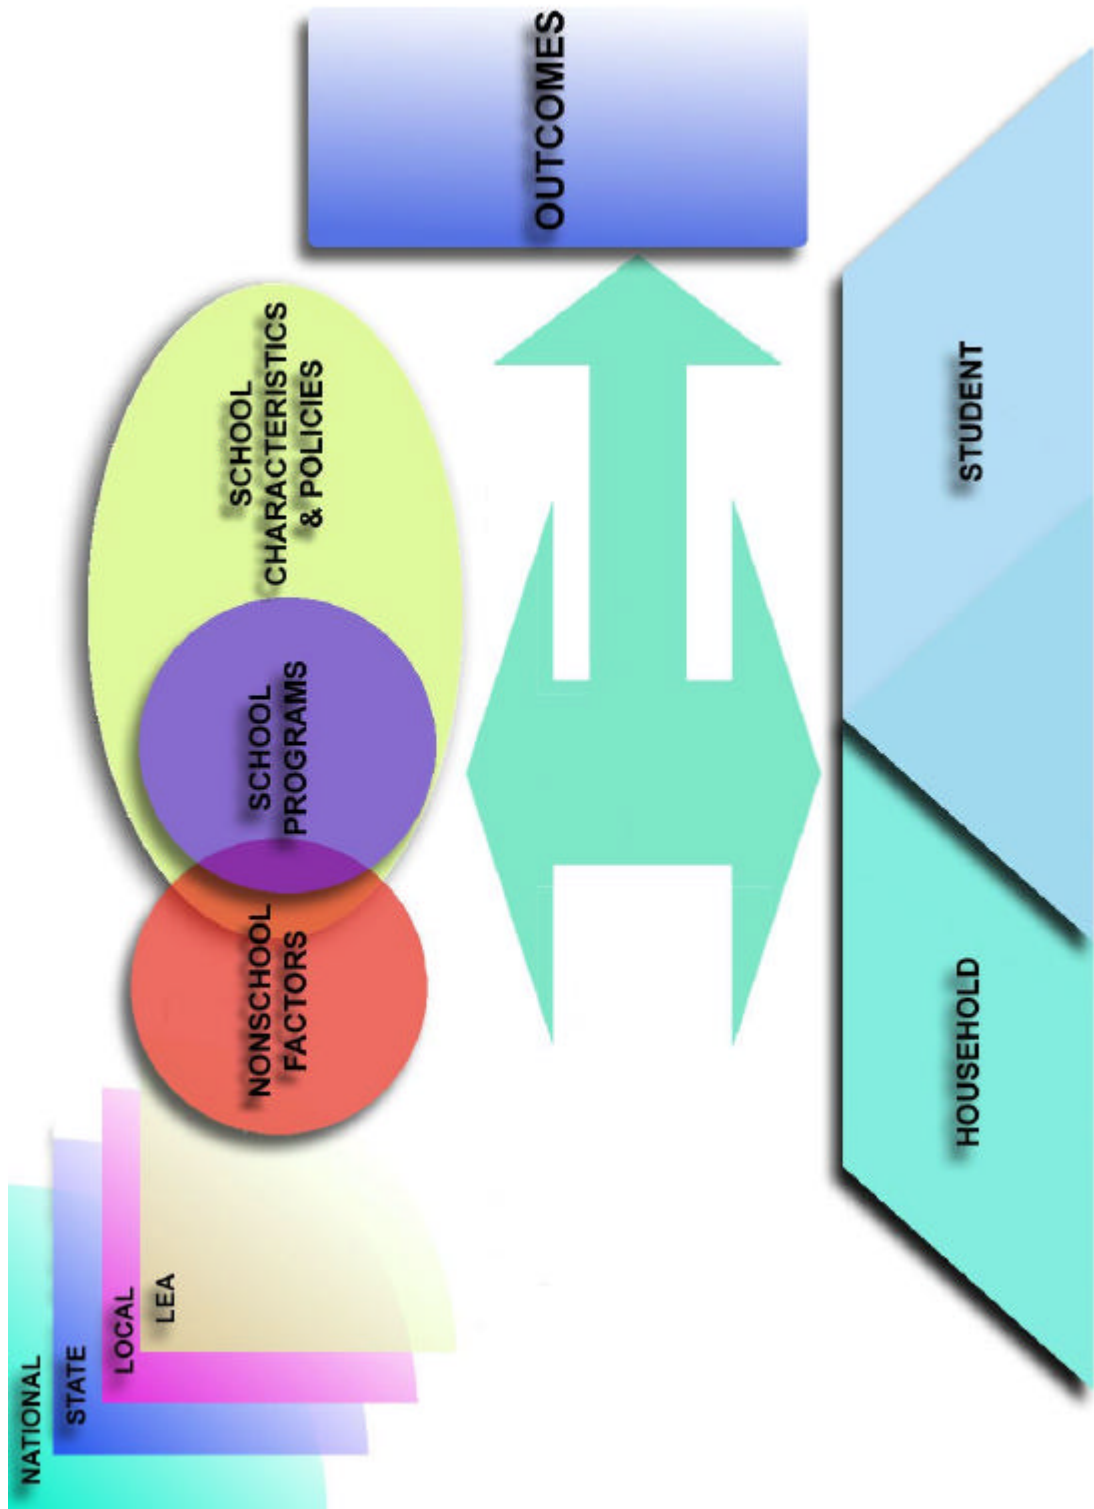 NATIONAL
STATE
LOCAL
LEA
NONSCHOOL
FACTORS
SCHOOL
PROGRAMS
SCHOOL
CHARACTERISTICS
& POLICIES
OUTCOMES
HOUSEHOLD
STUDENT